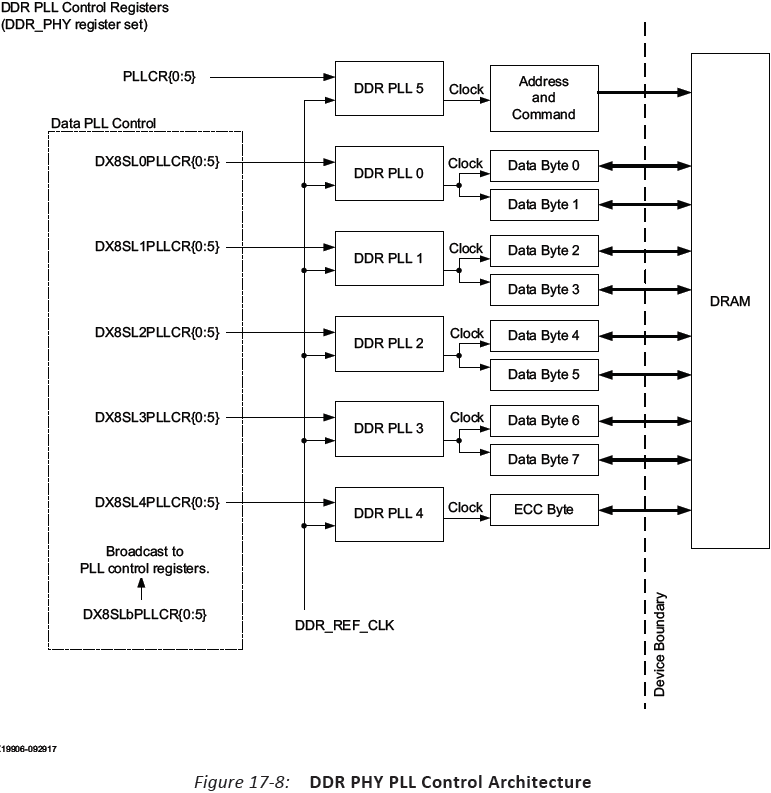 DDR PLL Control Registers
(DDR_PHY register set)
PLLCR{0:5}
DDR PLL 5
Clock
Address
and
Command
Data PLL Control
DX8SL0PLLCR{0:5}
DDR PLL 0
Clock
Data Byte 0
Data Byte 1
DX8SL1PLLCR{0:5}
DDR PLL 1
Clock
Data Byte 2
Data Byte 3
DRAM
DX8SL2PLLCR{0:5}
DDR PLL 2
Clock
Data Byte 4
Data Byte 5
DX8SL3PLLCR{0:5}
DDR PLL 3
Clock
Data Byte 6
Data Byte 7
DX8SL4PLLCR{0:5}
DDR PLL 4
Clock
ECC Byte
Broadcast to
PLL control registers.
DX8SLbPLLCR{0:5}
DDR_REF_CLK
Device Boundary
19906-092917
Figure 17-8: DDR PHY PLL Control Architecture